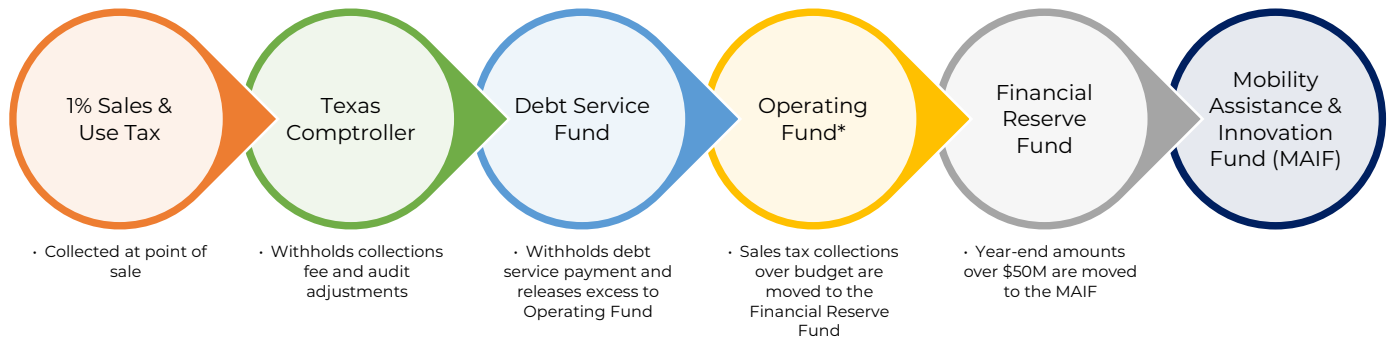 1% Sales &
Use Tax
Texas
Comptroller
Debt Service
Fund
Operating
Fund*
Financial
Reserve
Fund
Mobility
Assistance &
Innovation
Fund (MAIF)
• Collected at point of
sale
• Withholds collections
fee and audit
adjustments
• Withholds debt
service payment and
releases excess to
Operating Fund
• Sales tax collections
over budget are
moved to the
Financial Reserve
Fund
• Year-end amounts
over $50M are moved
to the MAIF